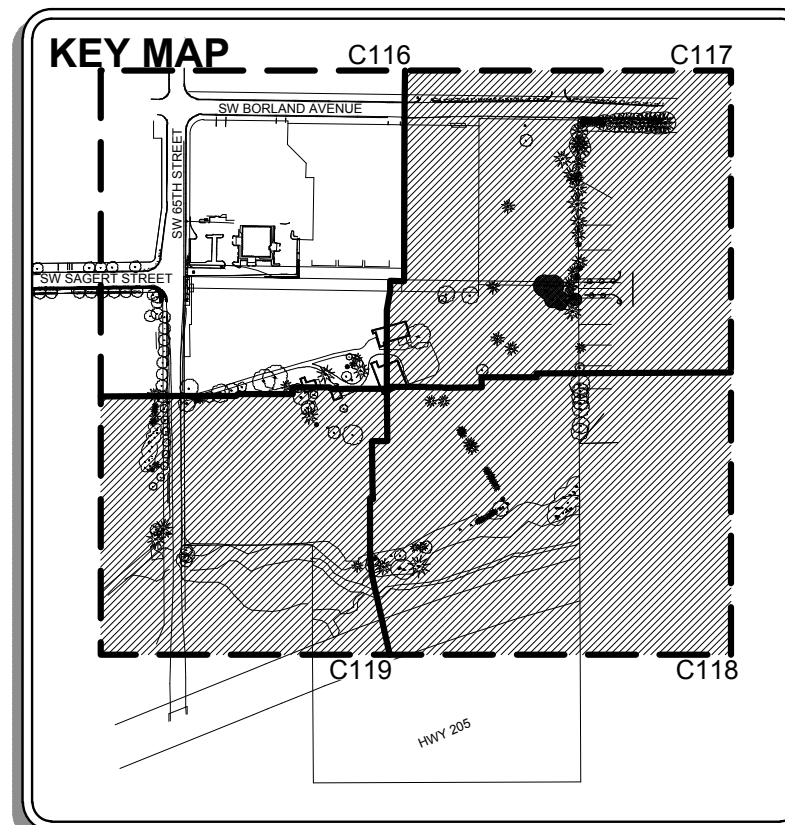 KEY MAP
C116
C117
SW BORLAND AVENUE
SW 65TH STREET
SW SAGERT STREET
C119
C118
HWY 205